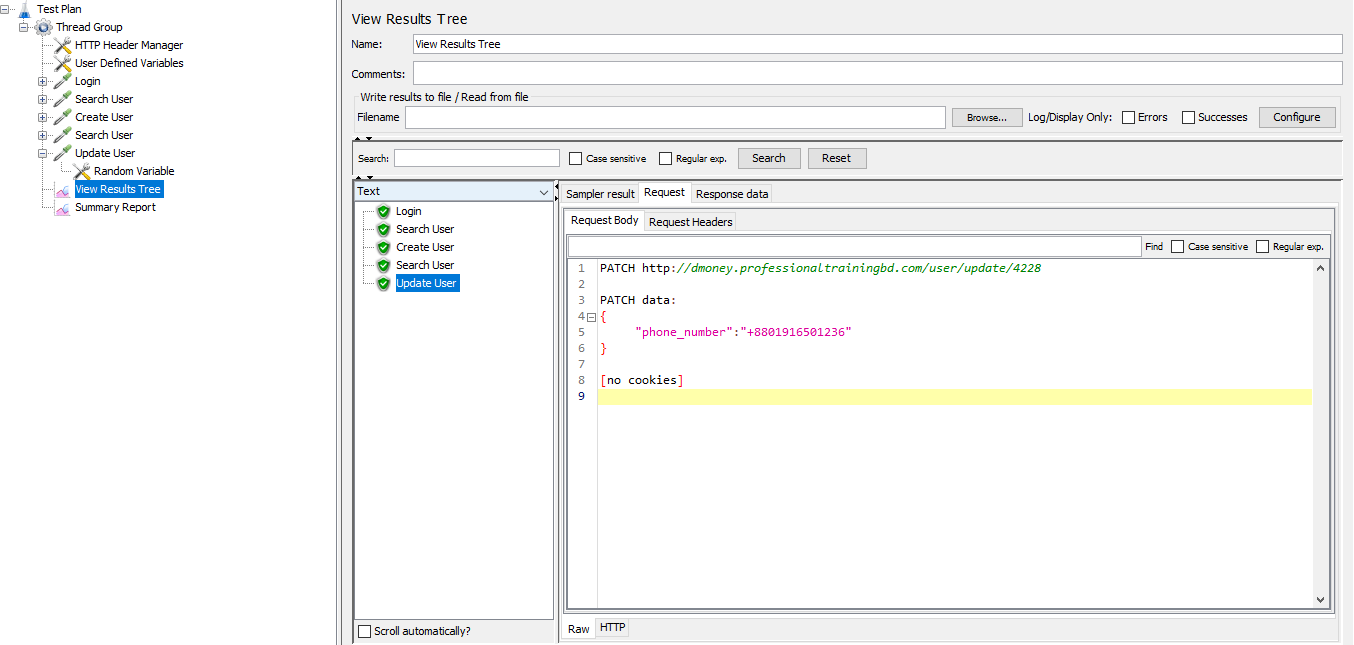 Test Plan
Thread Group
HTTP Header Manager
User Defined Variables
Login
Search User
Create User
Search User
Update User
Random Variable
View Results Tree
Summary Report
View Results Tree
Name: View Results Tree
Comments:
Write results to file / Read from file
Filename Browse... Log/Display Only: Errors Successes Configure
Search: Case sensitive Regular exp. Search Reset
Text
Login
Search User
Create User
Search User
Update User
Scroll automatically?
Sampler result Request Response data
Request Body Request Headers
Find Case sensitive Regular exp.
1 PATCH http://dmoney.professionaltrainingbd.com/user/update/4228
2
3 PATCH data:
4 {
5 "phone_number":"+8801916501236"
6 }
7
8 [no cookies]
9
Raw HTTP